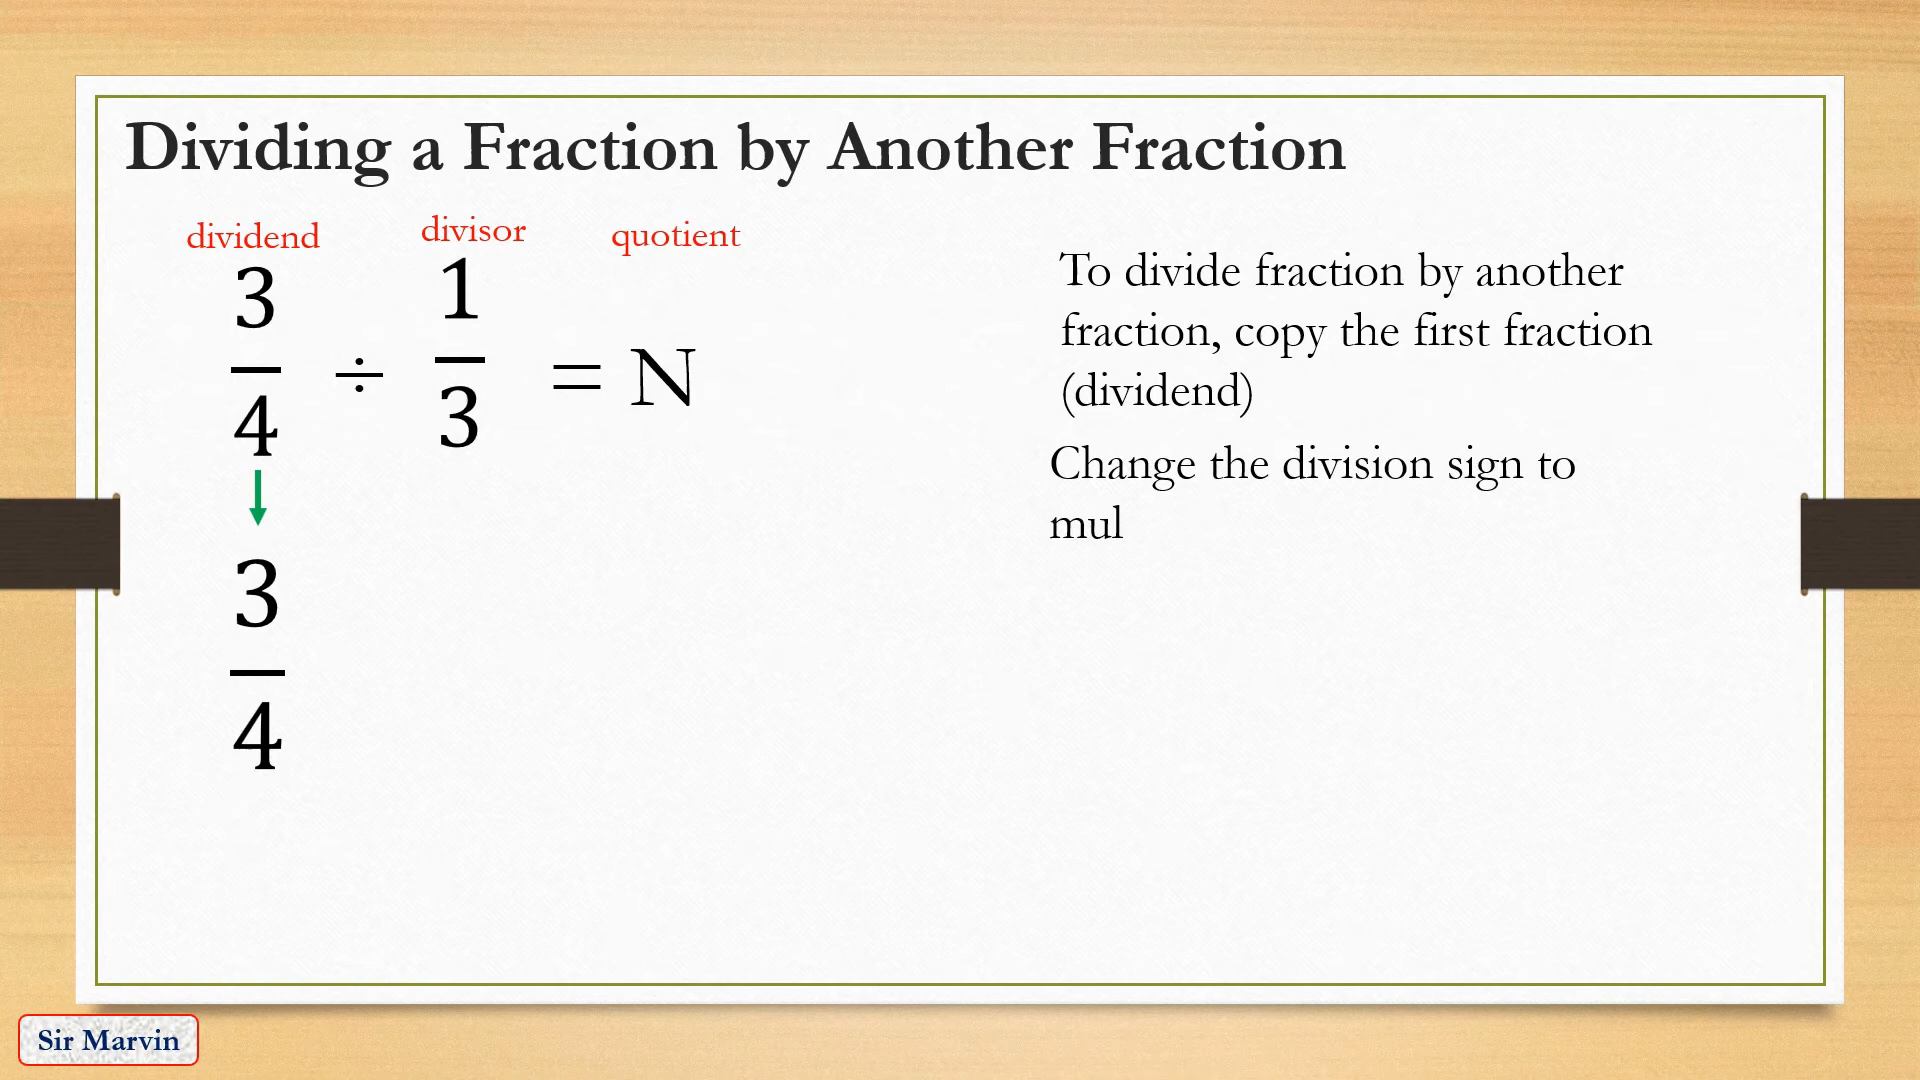 Dividing a Fraction by Another Fraction
dividend divisor quotient
3/4 ÷ 1/3 = N
3/4
To divide fraction by another
fraction, copy the first fraction
(dividend)
Change the division sign to
mul
Sir Marvin